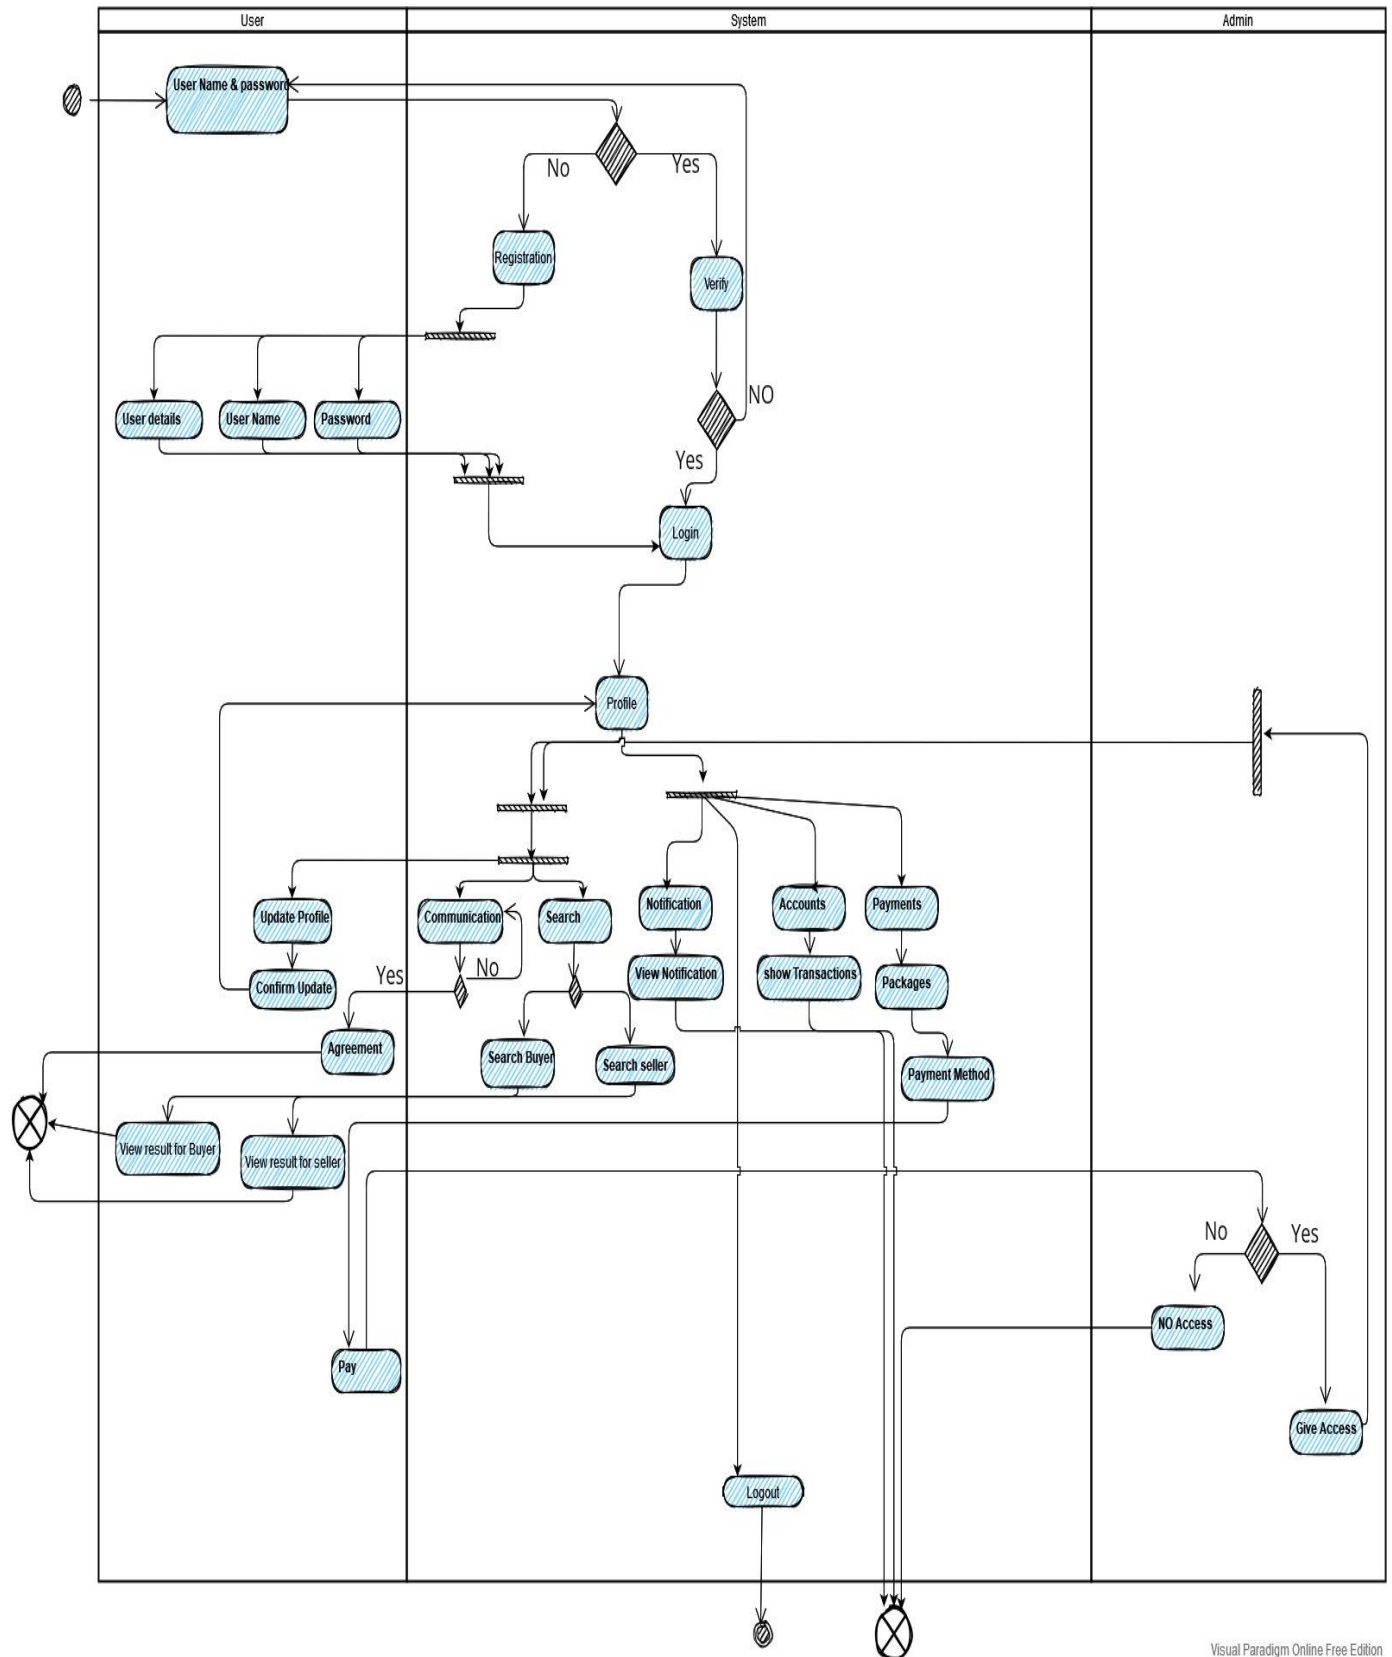 User
System
Admin
User Name & password
No
Yes
Registration
Verify
User details
User Name
Password
NO
Yes
Login
Profile
Update Profile
Communication
Search
Notification
Accounts
Payments
Confirm Update
Yes
No
View Notification
show Transactions
Packages
Agreement
Search Buyer
Search seller
Payment Method
View result for Buyer
View result for seller
No
Yes
NO Access
Pay
Give Access
Logout
Visual Paradigm Online Free Edition